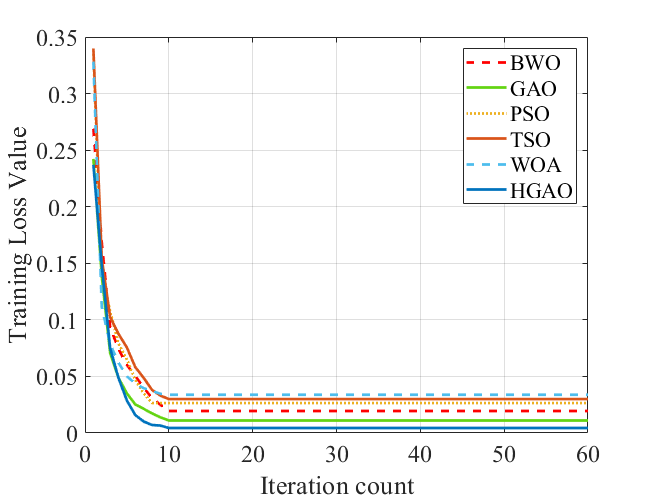 Training Loss Value
0.35
0.3
0.25
0.2
0.15
0.1
0.05
0
0 10 20 30 40 50 60
Iteration count
BWO
GAO
PSO
TSO
WOA
HGAO